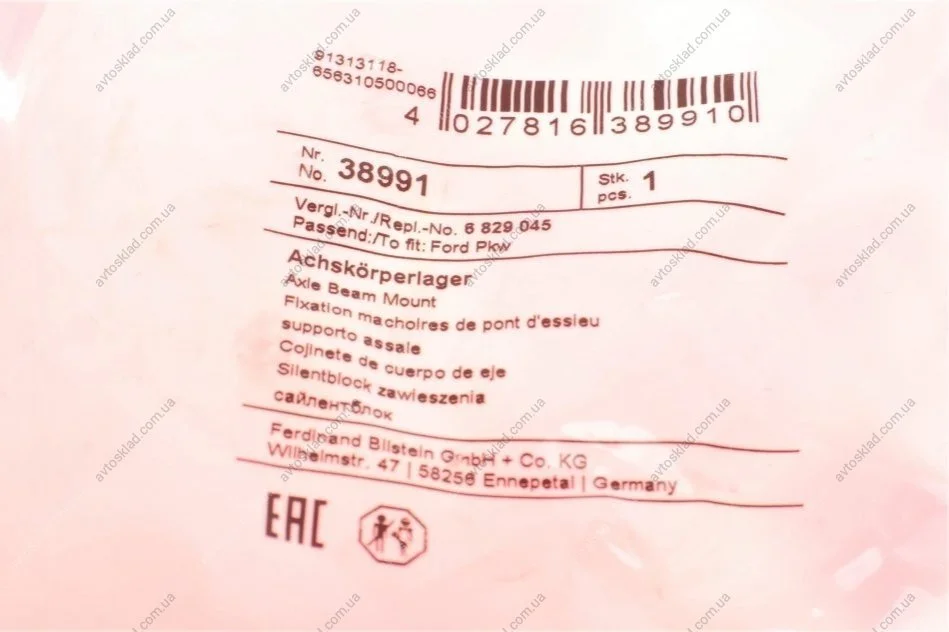 91313118-
656310500066
4 027816 389910
Nr.
No. 38991
Stk.
pcs. 1
Vergl.-Nr./Repl.-No. 6 829 045
Passend:/To fit: Ford Pkw
Achskörperlager
Axle Beam Mount
Fixation machoires de pont d'essieu
supporto assale
Cojinete de cuerpo de eje
Silentblock zawieszenia
сайлентблок
Ferdinand Bilstein GmbH + Co. KG
Wilhelmstr. 47 | 58256 Ennepetal | Germany
EAC
avtosklad.com.ua